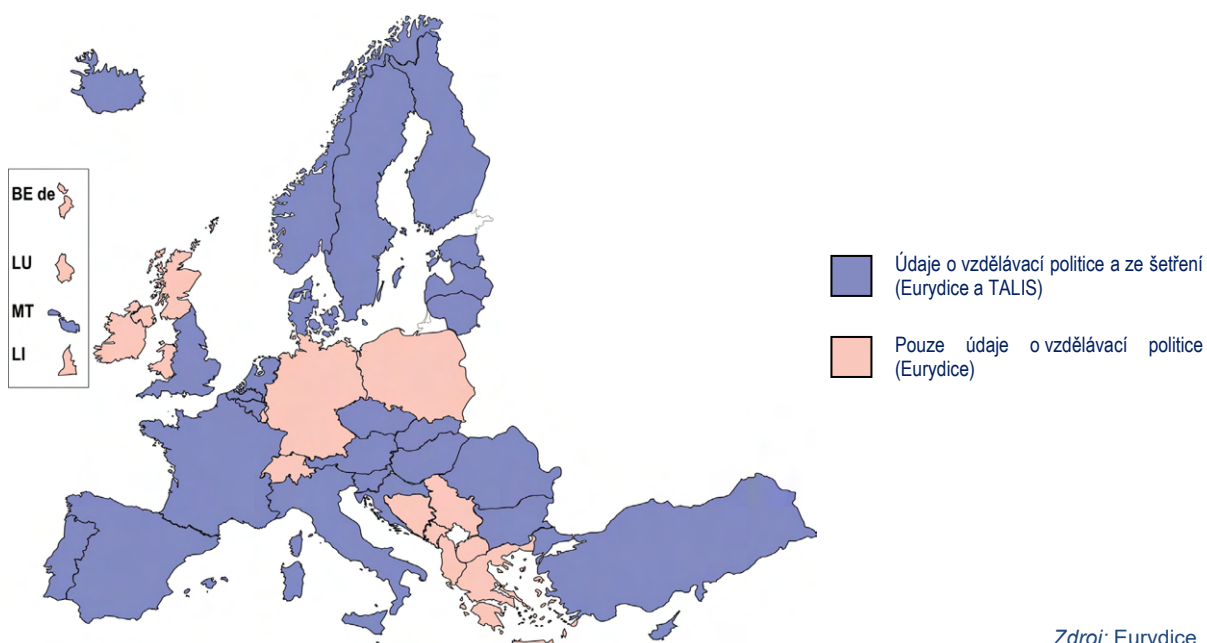 BE de
LU
MT
LI
Údaje o vzdělávací politice a ze šetření
(Eurydice a TALIS)
Pouze údaje o vzdělávací politice
(Eurydice)
Zdroj: Eurydice